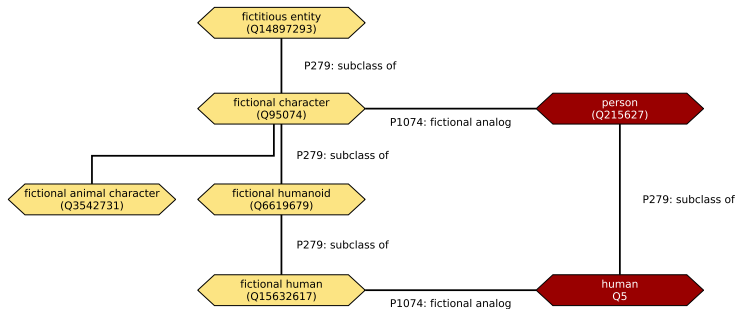 fictitious entity
(Q14897293)
P279: subclass of
fictional character
(Q95074)
P1074: fictional analog
person
(Q215627)
P279: subclass of
fictional animal character
(Q3542731)
fictional humanoid
(Q6619679)
P279: subclass of
P279: subclass of
fictional human
(Q15632617)
P1074: fictional analog
human
Q5